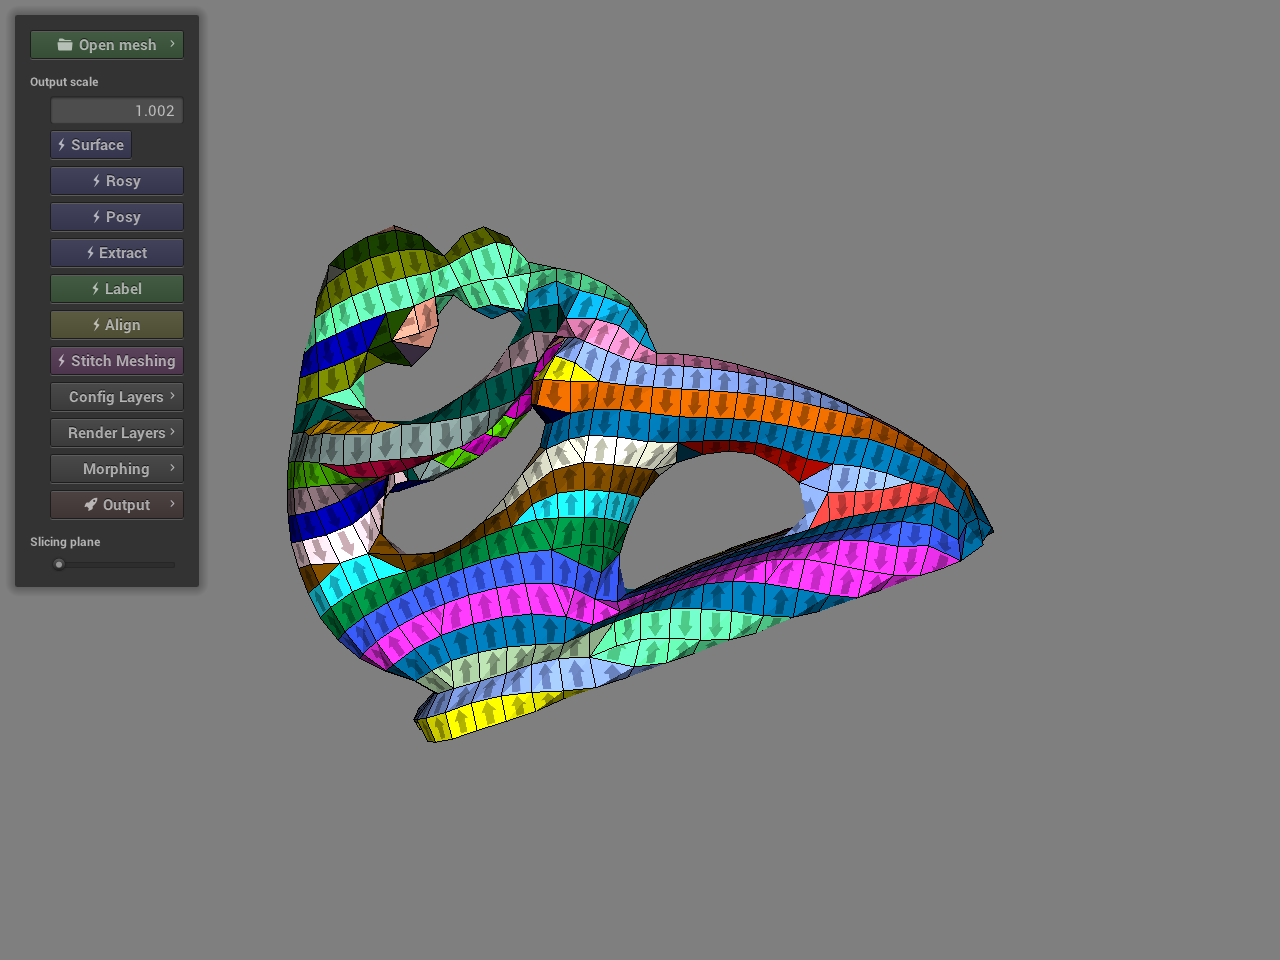 Open mesh
Output scale
1.002
Surface
Rosy
Posy
Extract
Label
Align
Stitch Meshing
Config Layers
Render Layers
Morphing
Output
Slicing plane